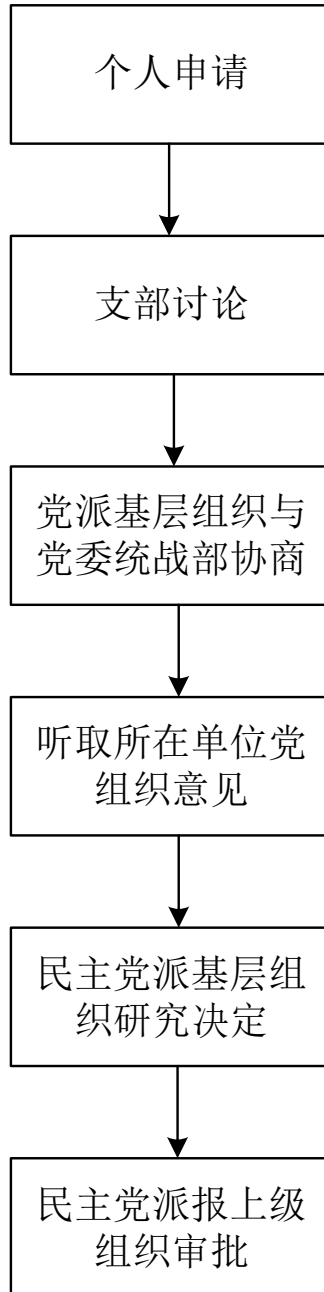 个人申请
支部讨论
党派基层组织与
党委统战部协商
听取所在单位党
组织意见
民主党派基层组
织研究决定
民主党派报上级
组织审批